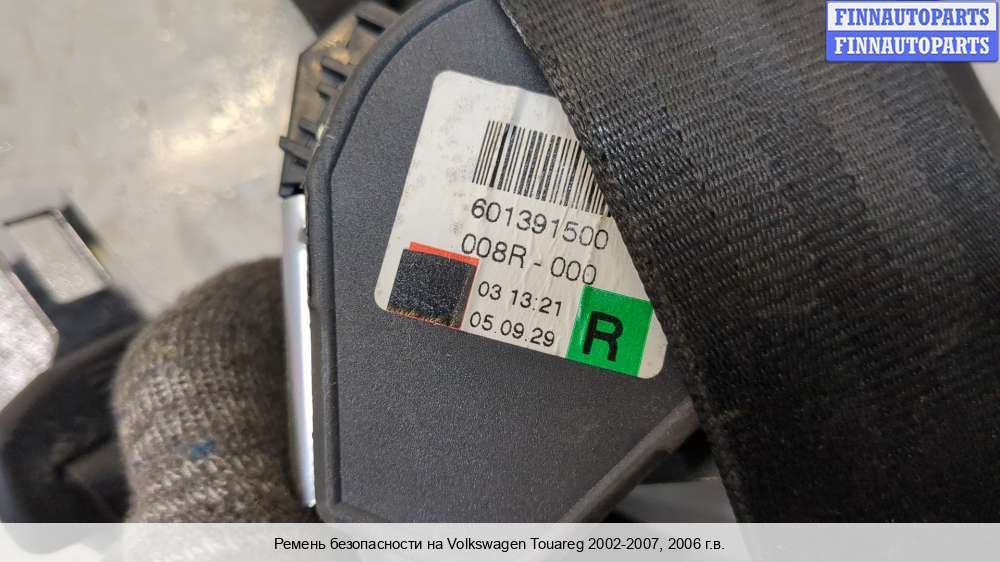 FINNAUTOPARTS
FINNAUTOPARTS
601391500
008R-000
03 13:21
05.09.29
R
Ремень безопасности на Volkswagen Touareg 2002-2007, 2006 г.в.